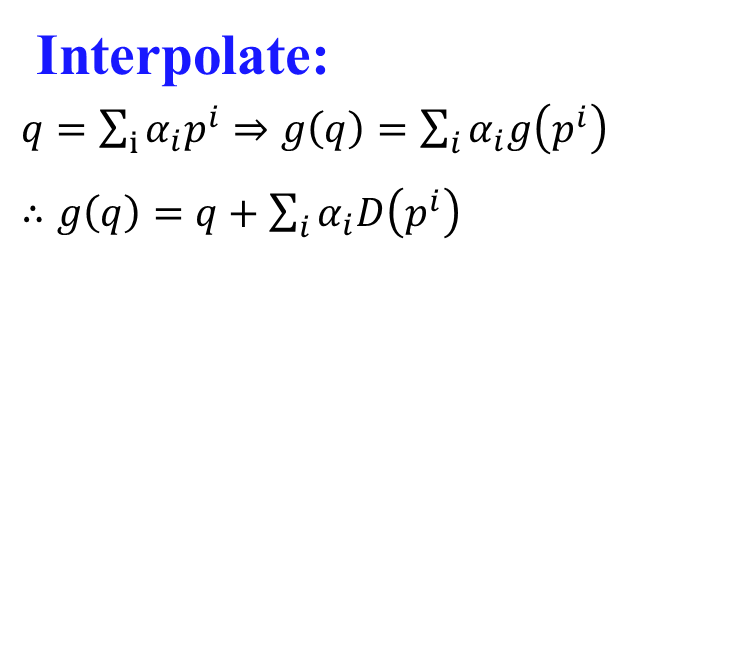 Interpolate:
𝑞 = ∑ᵢ 𝛼ᵢ𝑝ⁱ ⇒ 𝑔(𝑞) = ∑ᵢ 𝛼ᵢ𝑔(𝑝ⁱ)
∴ 𝑔(𝑞) = 𝑞 + ∑ᵢ 𝛼ᵢ𝐷(𝑝ⁱ)